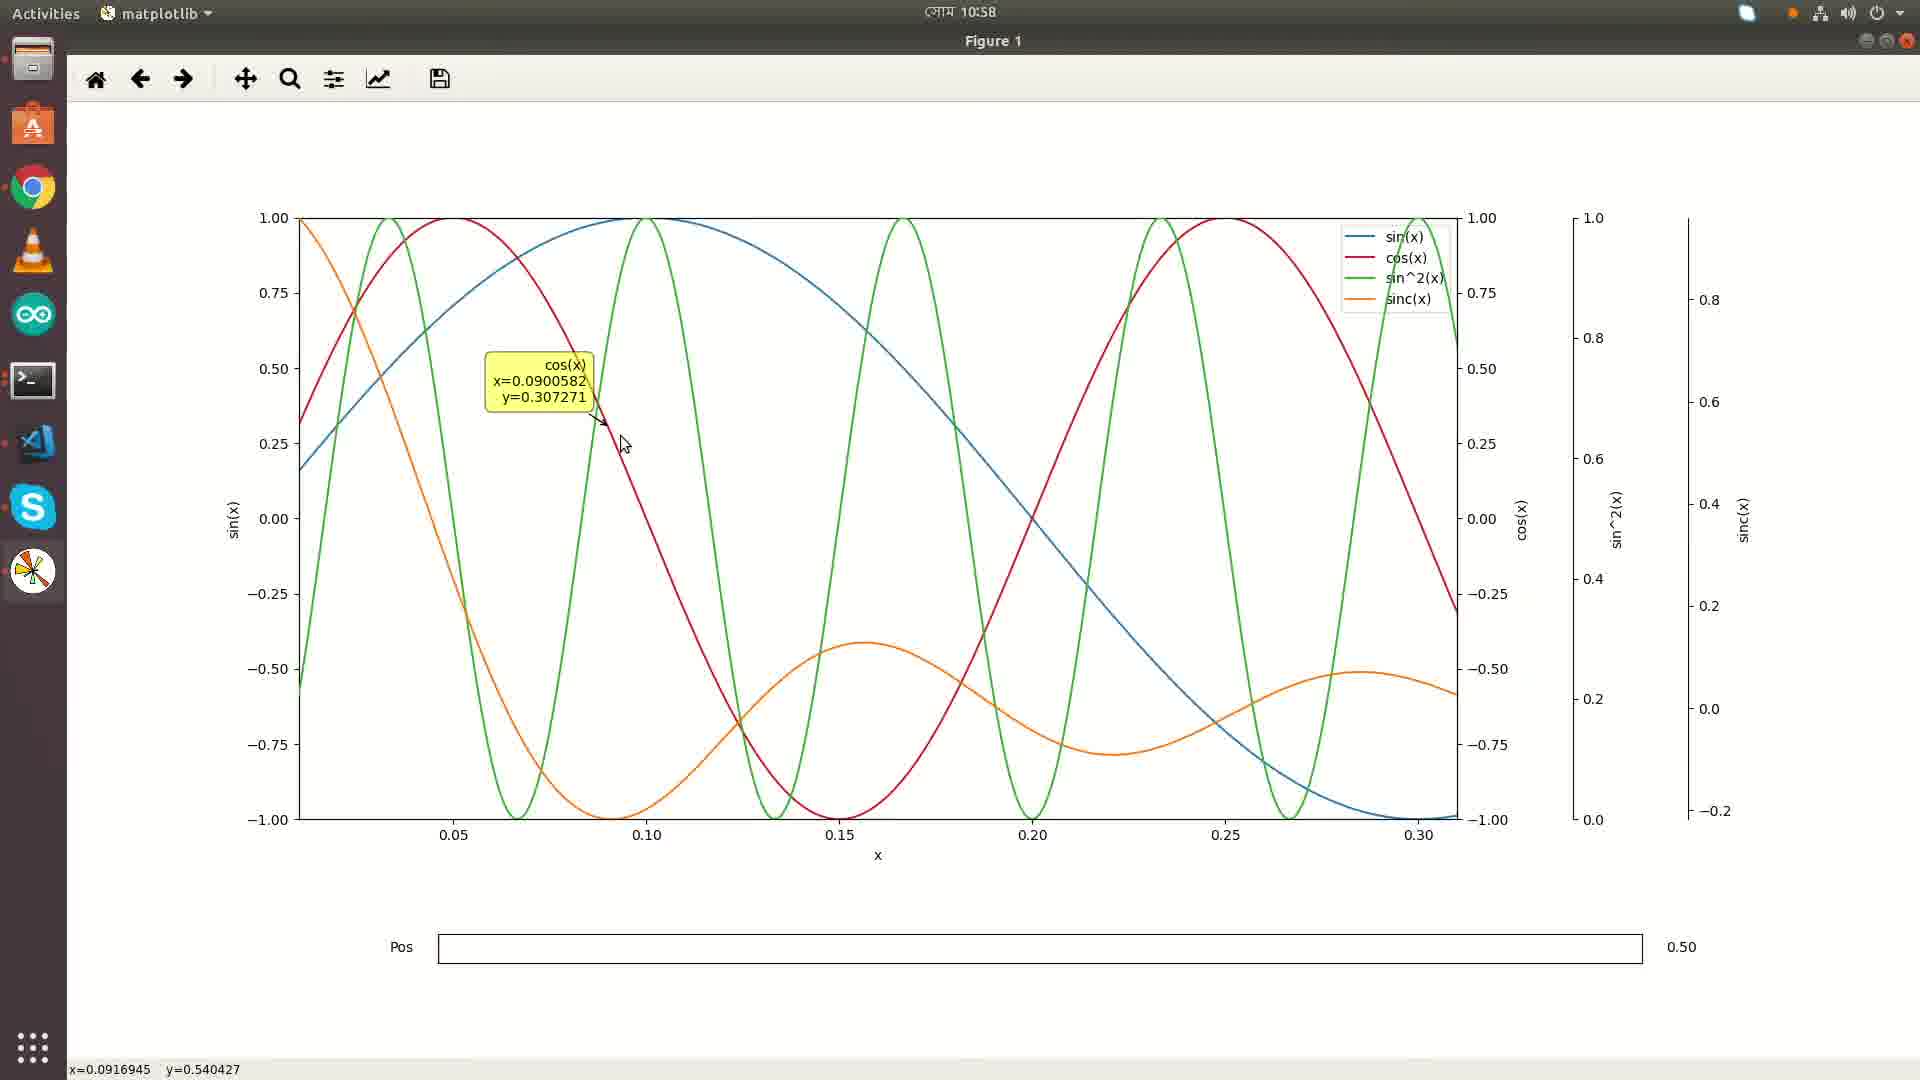 Activities matplotlib সোম 10:58
Figure 1
1.00
0.75
0.50
0.25
0.00
−0.25
−0.50
−0.75
−1.00
sin(x)
cos(x)
x=0.0900582
y=0.307271
sin(x)
cos(x)
sin^2(x)
sinc(x)
1.00
0.75
0.50
0.25
0.00
−0.25
−0.50
−0.75
−1.00
cos(x)
1.0
0.8
0.6
0.4
0.2
0.0
sin^2(x)
0.8
0.6
0.4
0.2
0.0
−0.2
sinc(x)
0.05 0.10 0.15 0.20 0.25 0.30
x
Pos 0.50
x=0.0916945 y=0.540427